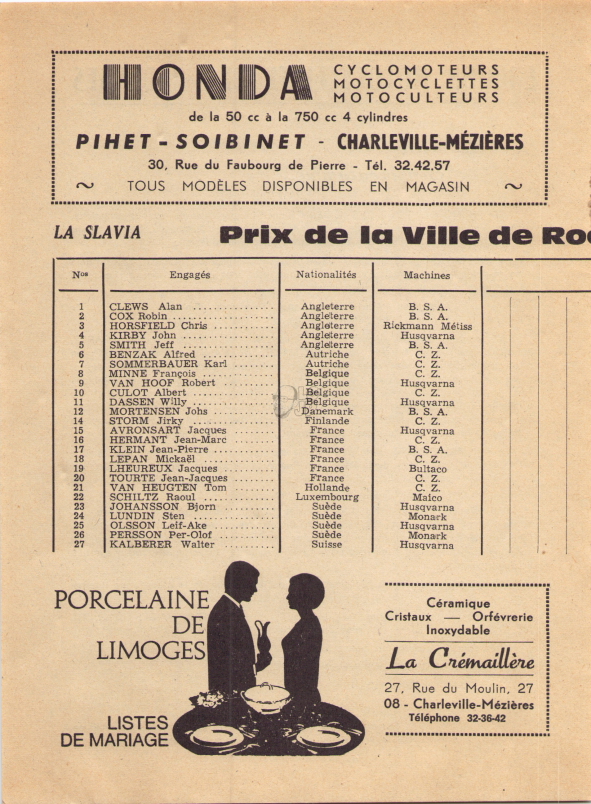 HONDA CYCLOMOTEURS
MOTOCYCLETTES
MOTOCULTEURS
de la 50 cc à la 750 cc 4 cylindres
PIHET - SOIBINET - CHARLEVILLE-MÉZIÈRES
30, Rue du Faubourg de Pierre - Tél. 32.42.57
~ TOUS MODÈLES DISPONIBLES EN MAGASIN ~
LA SLAVIA Prix de la Ville de Ro
Nos Engagés Nationalités Machines
1 CLEWS Alan .............. Angleterre B. S. A.
2 COX Robin .............. Angleterre B. S. A.
3 HORSFIELD Chris .............. Angleterre Rickmann Métiss
4 KIRBY John .............. Angleterre Husqvarna
5 SMITH Jeff .............. Angleterre B. S. A.
6 BENZAK Alfred .............. Autriche C. Z.
7 SOMMERBAUER Karl .......... Autriche C. Z.
8 MINNE François .............. Belgique C. Z.
9 VAN HOOF Robert .......... Belgique Husqvarna
10 CULOT Albert .............. Belgique C. Z.
11 DASSEN Willy .............. Belgique Husqvarna
12 MORTENSEN Johs .......... Danemark B. S. A.
14 STORM Jirky .............. Finlande C. Z.
15 AVRONSART Jacques .......... France Husqvarna
16 HERMANT Jean-Marc .......... France C. Z.
17 KLEIN Jean-Pierre .......... France B. S. A.
18 LEPAN Mickaël .............. France C. Z.
19 LHEUREUX Jacques .......... France Bultaco
20 TOURTE Jean-Jacques .......... France C. Z.
21 VAN HEUGTEN Tom .......... Hollande C. Z.
22 SCHILTZ Raoul .............. Luxembourg Maico
23 JOHANSSON Bjorn .......... Suède Husqvarna
24 LUNDIN Sten .............. Suède Monark
25 OLSSON Leif-Ake .......... Suède Husqvarna
26 PERSSON Per-Olof .......... Suède Monark
27 KALBERER Walter .......... Suisse Husqvarna
PORCELAINE
DE
LIMOGES
LISTES
DE MARIAGE
Céramique
Cristaux — Orfévrerie
Inoxydable
La Crémaillère
27, Rue du Moulin, 27
08 - Charleville-Mézières
Téléphone 32-36-42